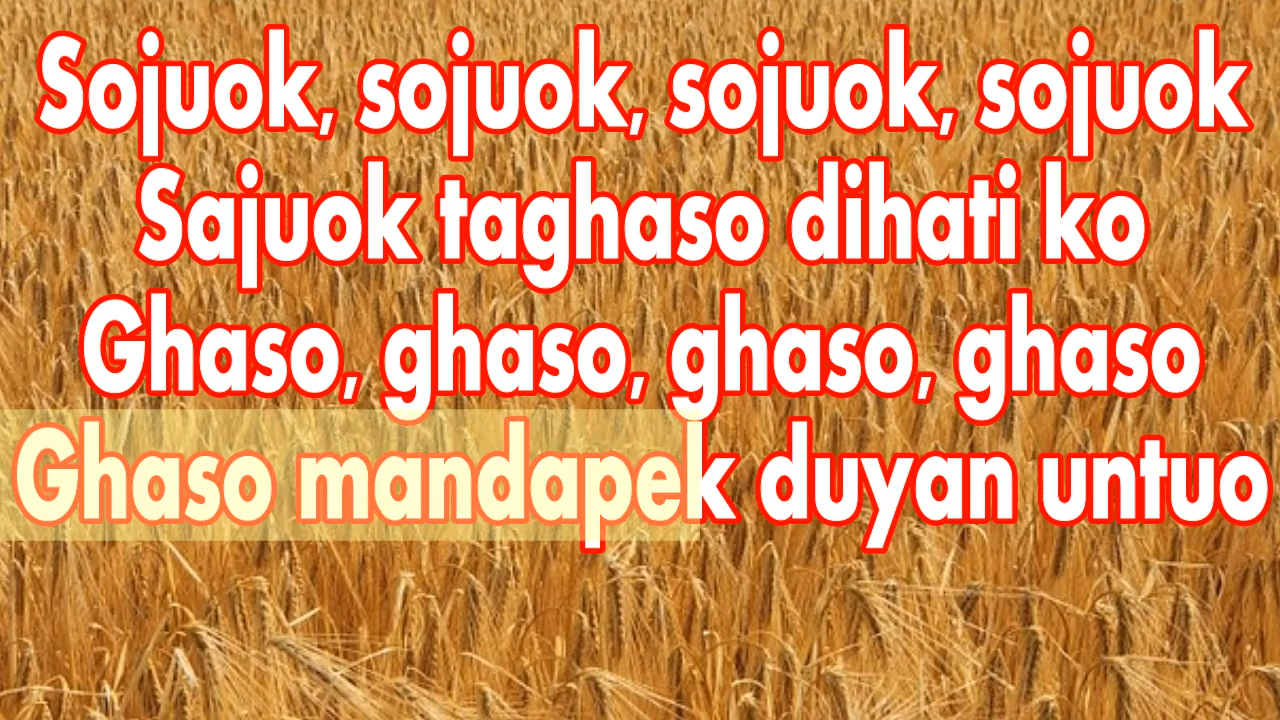 Sojuok, sojuok, sojuok, sojuok
Sajuok taghaso dihati ko
Ghaso, ghaso, ghaso, ghaso
Ghaso mandapek duyan untuo